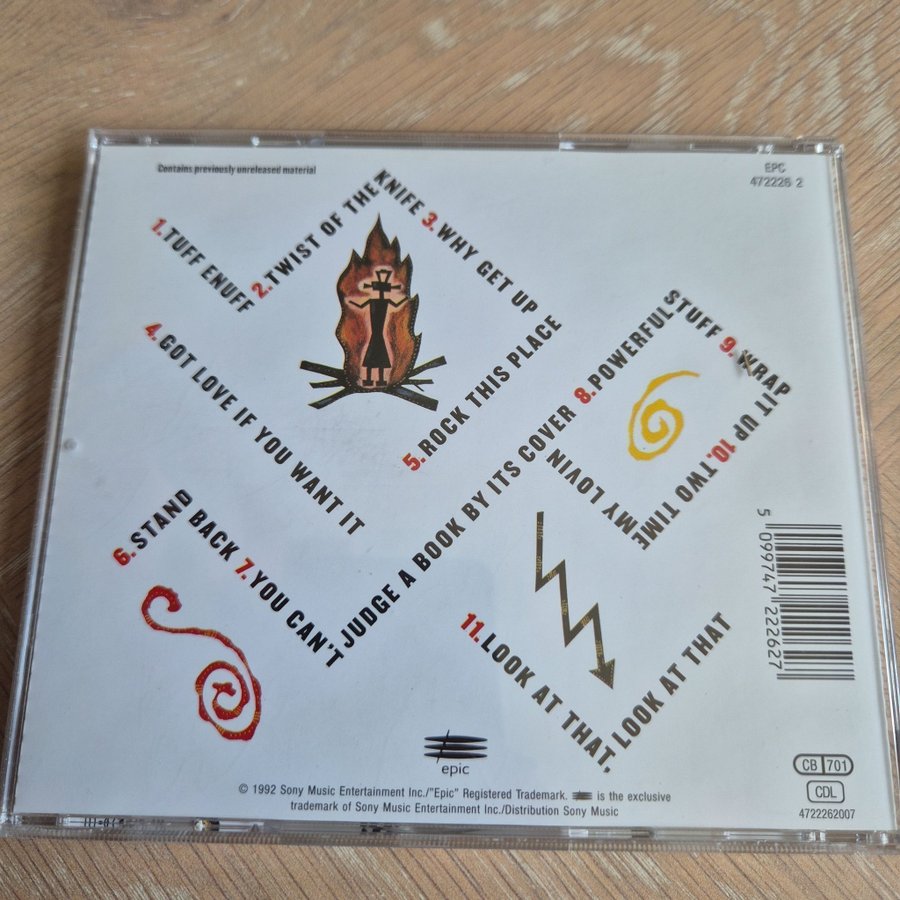 Contains previously unreleased material
EPC
472226 2
1.TUFF ENUFF
2.TWIST OF THE
KNIFE 3.WHY GET UP
4.GOT LOVE IF YOU WANT IT
5.ROCK THIS PLACE
6.STAND
BACK 7.YOU CAN'T
JUDGE A BOOK BY ITS COVER 8.POWERFUL
STUFF 9.WRAP
IT UP 10.TWO TIME
MY LOVIN
11.LOOK AT THAT,
LOOK AT THAT
5 099747 222627
epic
© 1992 Sony Music Entertainment Inc./"Epic" Registered Trademark. is the exclusive
trademark of Sony Music Entertainment Inc./Distribution Sony Music
CB 701
CDL
4722262007